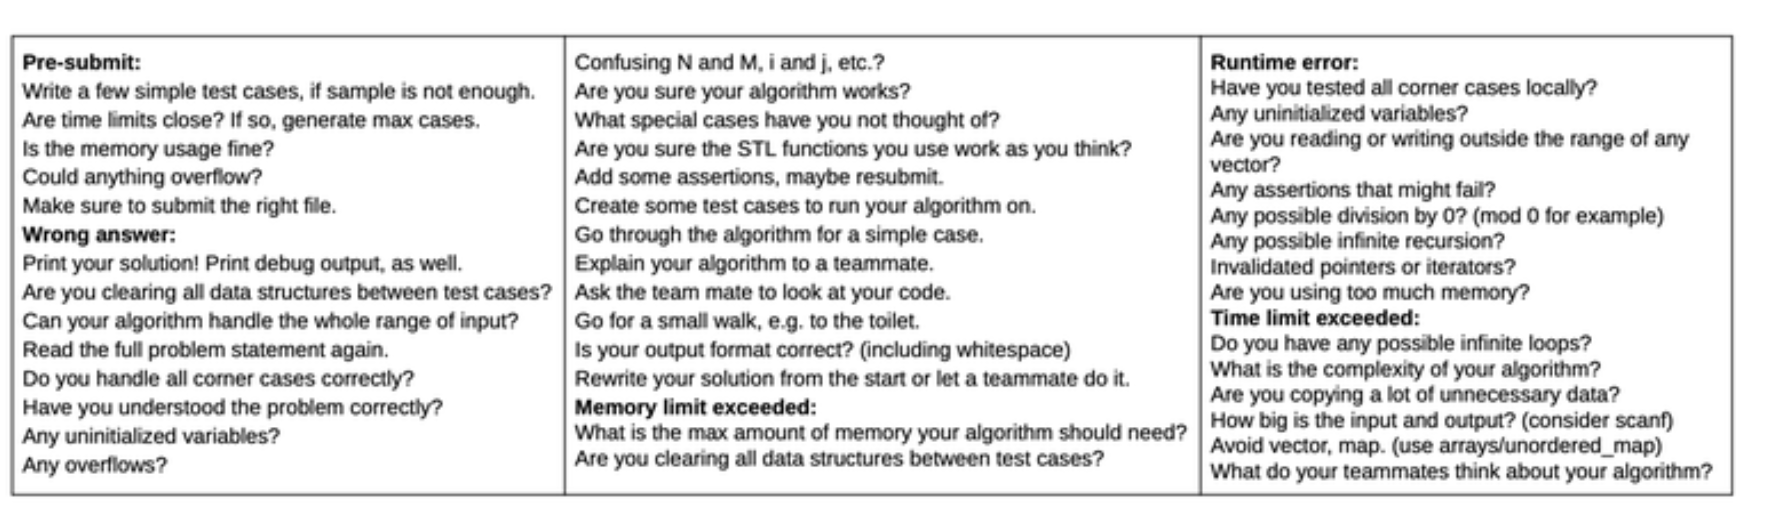 Pre-submit:
Write a few simple test cases, if sample is not enough.
Are time limits close? If so, generate max cases.
Is the memory usage fine?
Could anything overflow?
Make sure to submit the right file.
Wrong answer:
Print your solution! Print debug output, as well.
Are you clearing all data structures between test cases?
Can your algorithm handle the whole range of input?
Read the full problem statement again.
Do you handle all corner cases correctly?
Have you understood the problem correctly?
Any uninitialized variables?
Any overflows?
Confusing N and M, i and j, etc.?
Are you sure your algorithm works?
What special cases have you not thought of?
Are you sure the STL functions you use work as you think?
Add some assertions, maybe resubmit.
Create some test cases to run your algorithm on.
Go through the algorithm for a simple case.
Explain your algorithm to a teammate.
Ask the team mate to look at your code.
Go for a small walk, e.g. to the toilet.
Is your output format correct? (including whitespace)
Rewrite your solution from the start or let a teammate do it.
Memory limit exceeded:
What is the max amount of memory your algorithm should need?
Are you clearing all data structures between test cases?
Runtime error:
Have you tested all corner cases locally?
Any uninitialized variables?
Are you reading or writing outside the range of any
vector?
Any assertions that might fail?
Any possible division by 0? (mod 0 for example)
Any possible infinite recursion?
Invalidated pointers or iterators?
Are you using too much memory?
Time limit exceeded:
Do you have any possible infinite loops?
What is the complexity of your algorithm?
Are you copying a lot of unnecessary data?
How big is the input and output? (consider scanf)
Avoid vector, map. (use arrays/unordered_map)
What do your teammates think about your algorithm?